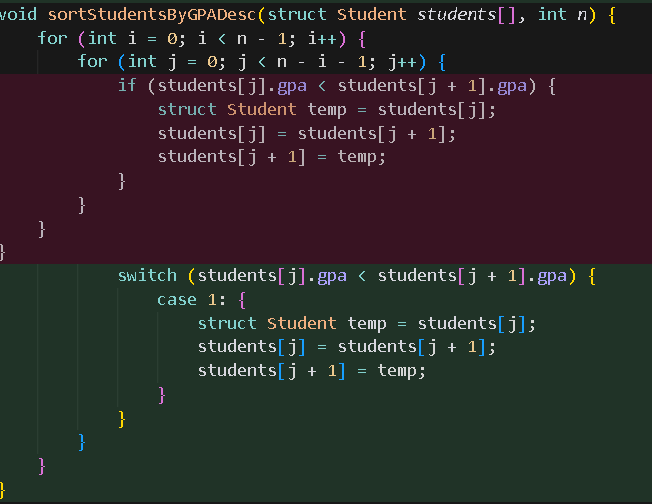 void sortStudentsByGPADesc(struct Student students[], int n) {
    for (int i = 0; i < n - 1; i++) {
        for (int j = 0; j < n - i - 1; j++) {
            if (students[j].gpa < students[j + 1].gpa) {
                struct Student temp = students[j];
                students[j] = students[j + 1];
                students[j + 1] = temp;
            }
        }
    }
}
            switch (students[j].gpa < students[j + 1].gpa) {
                case 1: {
                    struct Student temp = students[j];
                    students[j] = students[j + 1];
                    students[j + 1] = temp;
                }
            }
        }
    }
}